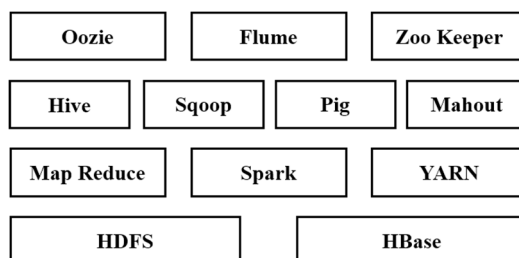 Oozie Flume Zoo Keeper
Hive Sqoop Pig Mahout
Map Reduce Spark YARN
HDFS HBase